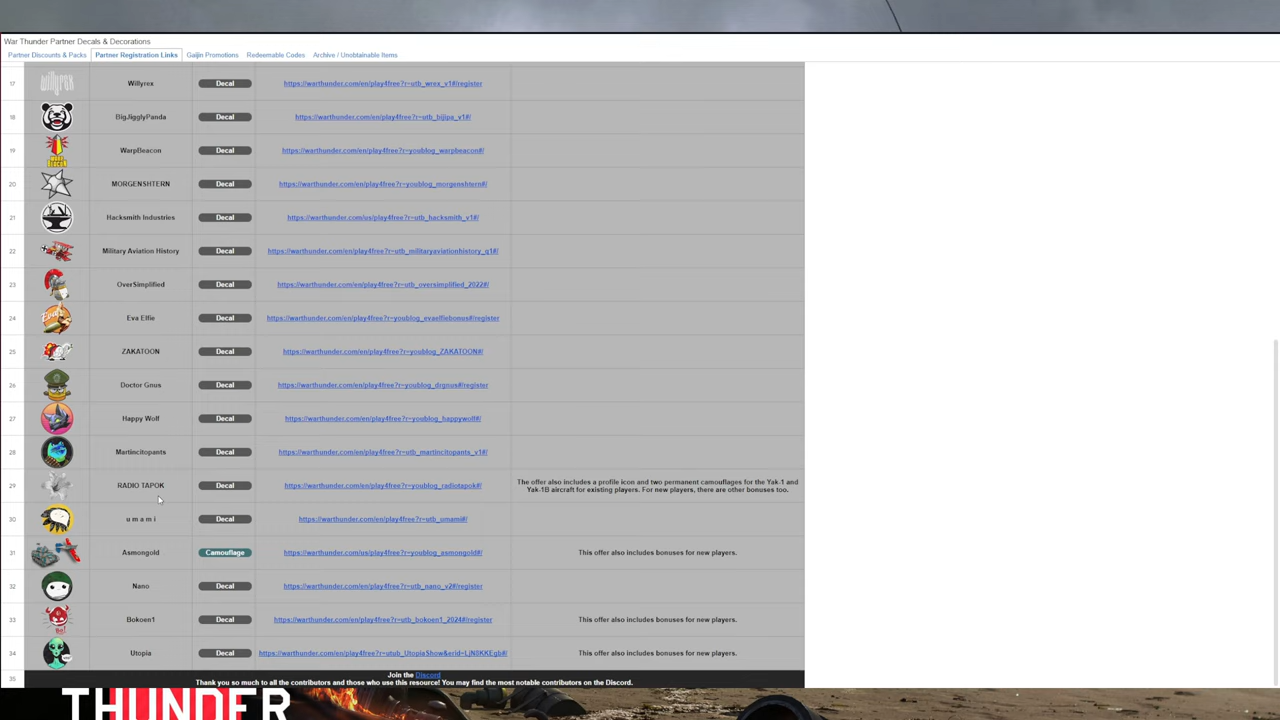 War Thunder Partner Decals & Decorations
Partner Discounts & Packs Partner Registration Links Gaijin Promotions Redeemable Codes Archive / Unobtainable Items
17 willyrex Willyrex Decal https://warthunder.com/en/play4free?r=utb_wrex_v1#/register
18 BigJigglyPanda Decal https://warthunder.com/en/play4free?r=utb_bijipa_v1#/
19 WarpBeacon Decal https://warthunder.com/en/play4free?r=youblog_warpbeacon#/
20 MORGENSHTERN Decal https://warthunder.com/en/play4free?r=youblog_morgenshtern#/
21 Hacksmith Industries Decal https://warthunder.com/us/play4free?r=utb_hacksmith_v1#/
22 Military Aviation History Decal https://warthunder.com/en/play4free?r=utb_militaryaviationhistory_q1#/
23 OverSimplified Decal https://warthunder.com/en/play4free?r=utb_oversimplified_2022#/
24 Eva Elfie Decal https://warthunder.com/en/play4free?r=youblog_evaelfiebonus#/register
25 ZAKATOON Decal https://warthunder.com/en/play4free?r=youblog_ZAKATOON#/
26 Doctor Gnus Decal https://warthunder.com/en/play4free?r=youblog_drgnus#/register
27 Happy Wolf Decal https://warthunder.com/en/play4free?r=youblog_happywolf#/
28 Martincitopants Decal https://warthunder.com/en/play4free?r=utb_martincitopants_v1#/
29 RADIO TAPOK Decal https://warthunder.com/en/play4free?r=youblog_radiotapok#/ The offer also includes a profile icon and two permanent camouflages for the Yak-1 and
Yak-1B aircraft for existing players. For new players, there are other bonuses too.
30 u m a m i Decal https://warthunder.com/en/play4free?r=utb_umami#/
31 Asmongold Camouflage https://warthunder.com/us/play4free?r=youblog_asmongold#/ This offer also includes bonuses for new players.
32 Nano Decal https://warthunder.com/en/play4free?r=utb_nano_v2#/register
33 Bokoen1 Decal https://warthunder.com/en/play4free?r=utb_bokoen1_2024#/register This offer also includes bonuses for new players.
34 Utopia Decal https://warthunder.com/en/play4free?r=utub_UtopiaShow&erid=LjN8KKEgb#/ This offer also includes bonuses for new players.
35 Join the Discord
Thank you so much to all the contributors and those who use this resource! You may find the most notable contributors on the Discord.
THUNDER